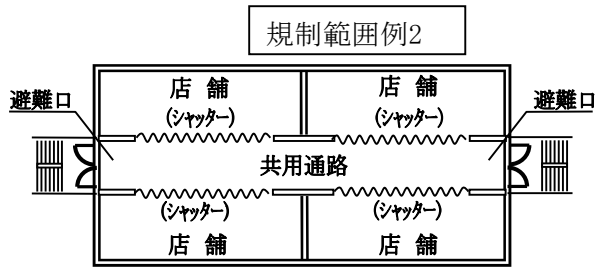 規制範囲例2
店 舗 店 舗
避難口 (シャッター) (シャッター) 避難口
共用通路
(シャッター) (シャッター)
店 舗 店 舗